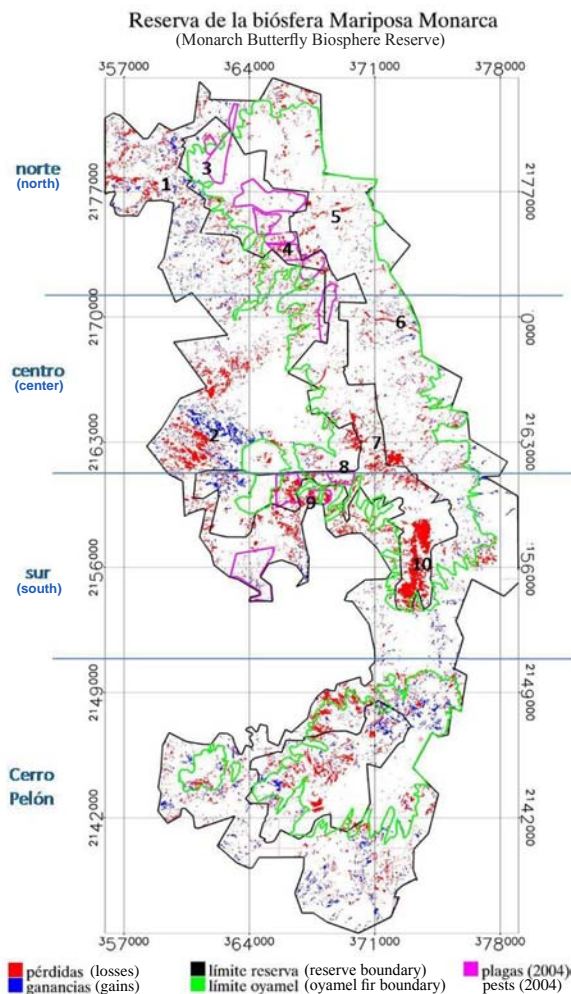 Reserva de la biósfera Mariposa Monarca
(Monarch Butterfly Biosphere Reserve)
357000 364000 371000 378000
norte
(north)
3
1
2177000
2177000
5
4
2170000
0000
6
centro
(center)
2
7
2163000
2163000
8
9
sur
(south)
2156000
10
156000
2149000
2149000
Cerro
Pelón
2142000
2142000
357000 364000 371000 378000
pérdidas (losses) límite reserva (reserve boundary) plagas (2004)
ganancias (gains) límite oyamel (oyamel fir boundary) pests (2004)